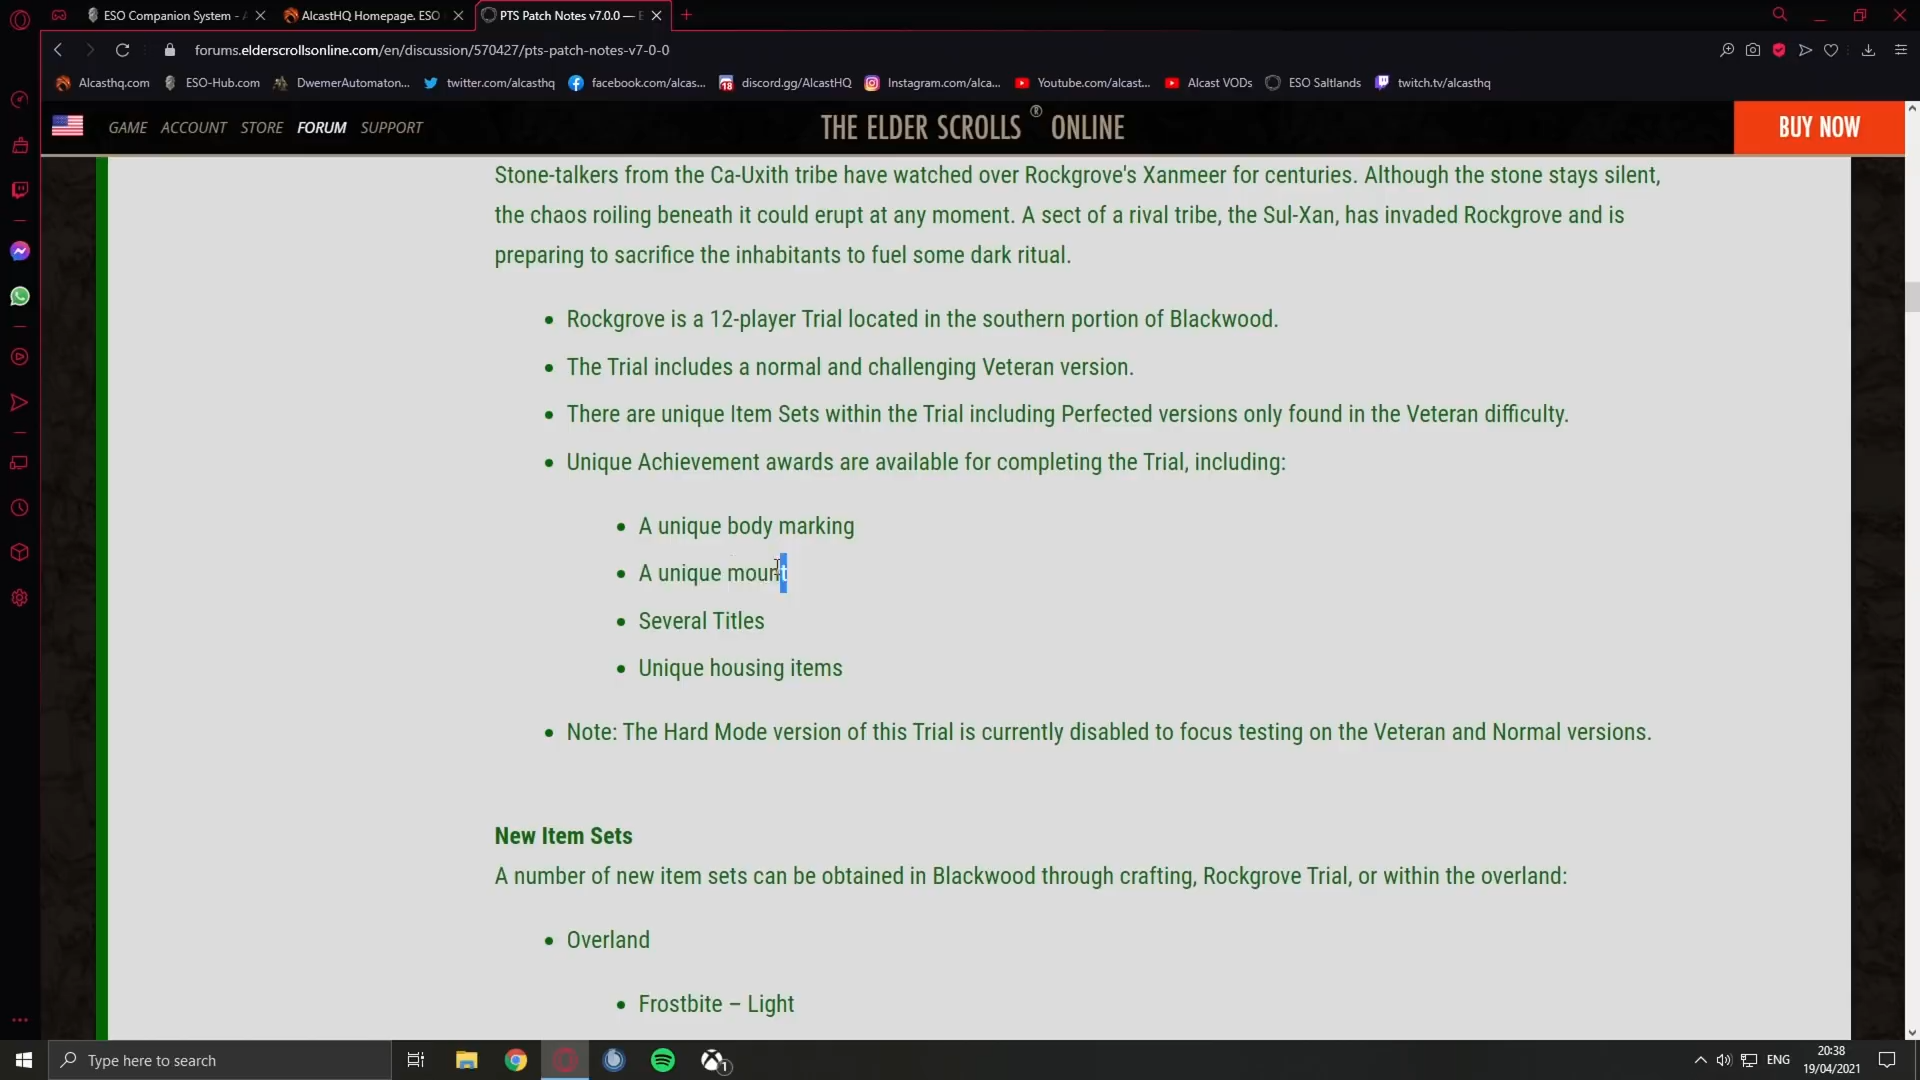 ESO Companion System - A
AlcastHQ Homepage. ESO
PTS Patch Notes v7.0.0 — E
forums.elderscrollsonline.com/en/discussion/570427/pts-patch-notes-v7-0-0
Alcasthq.com
ESO-Hub.com
DwemerAutomaton...
twitter.com/alcasthq
facebook.com/alcas...
18
discord.gg/AlcastHQ
Instagram.com/alca...
Youtube.com/alcast...
Alcast VODs
ESO Saltlands
twitch.tv/alcasthq
GAME
ACCOUNT
STORE
FORUM
SUPPORT
THE ELDER SCROLLS ® ONLINE
BUY NOW
Stone-talkers from the Ca-Uxith tribe have watched over Rockgrove's Xanmeer for centuries. Although the stone stays silent,
the chaos roiling beneath it could erupt at any moment. A sect of a rival tribe, the Sul-Xan, has invaded Rockgrove and is
preparing to sacrifice the inhabitants to fuel some dark ritual.
• Rockgrove is a 12-player Trial located in the southern portion of Blackwood.
• The Trial includes a normal and challenging Veteran version.
• There are unique Item Sets within the Trial including Perfected versions only found in the Veteran difficulty.
• Unique Achievement awards are available for completing the Trial, including:
• A unique body marking
• A unique mount
• Several Titles
• Unique housing items
• Note: The Hard Mode version of this Trial is currently disabled to focus testing on the Veteran and Normal versions.
New Item Sets
A number of new item sets can be obtained in Blackwood through crafting, Rockgrove Trial, or within the overland:
• Overland
• Frostbite – Light
Type here to search
1
ENG
20:38
19/04/2021